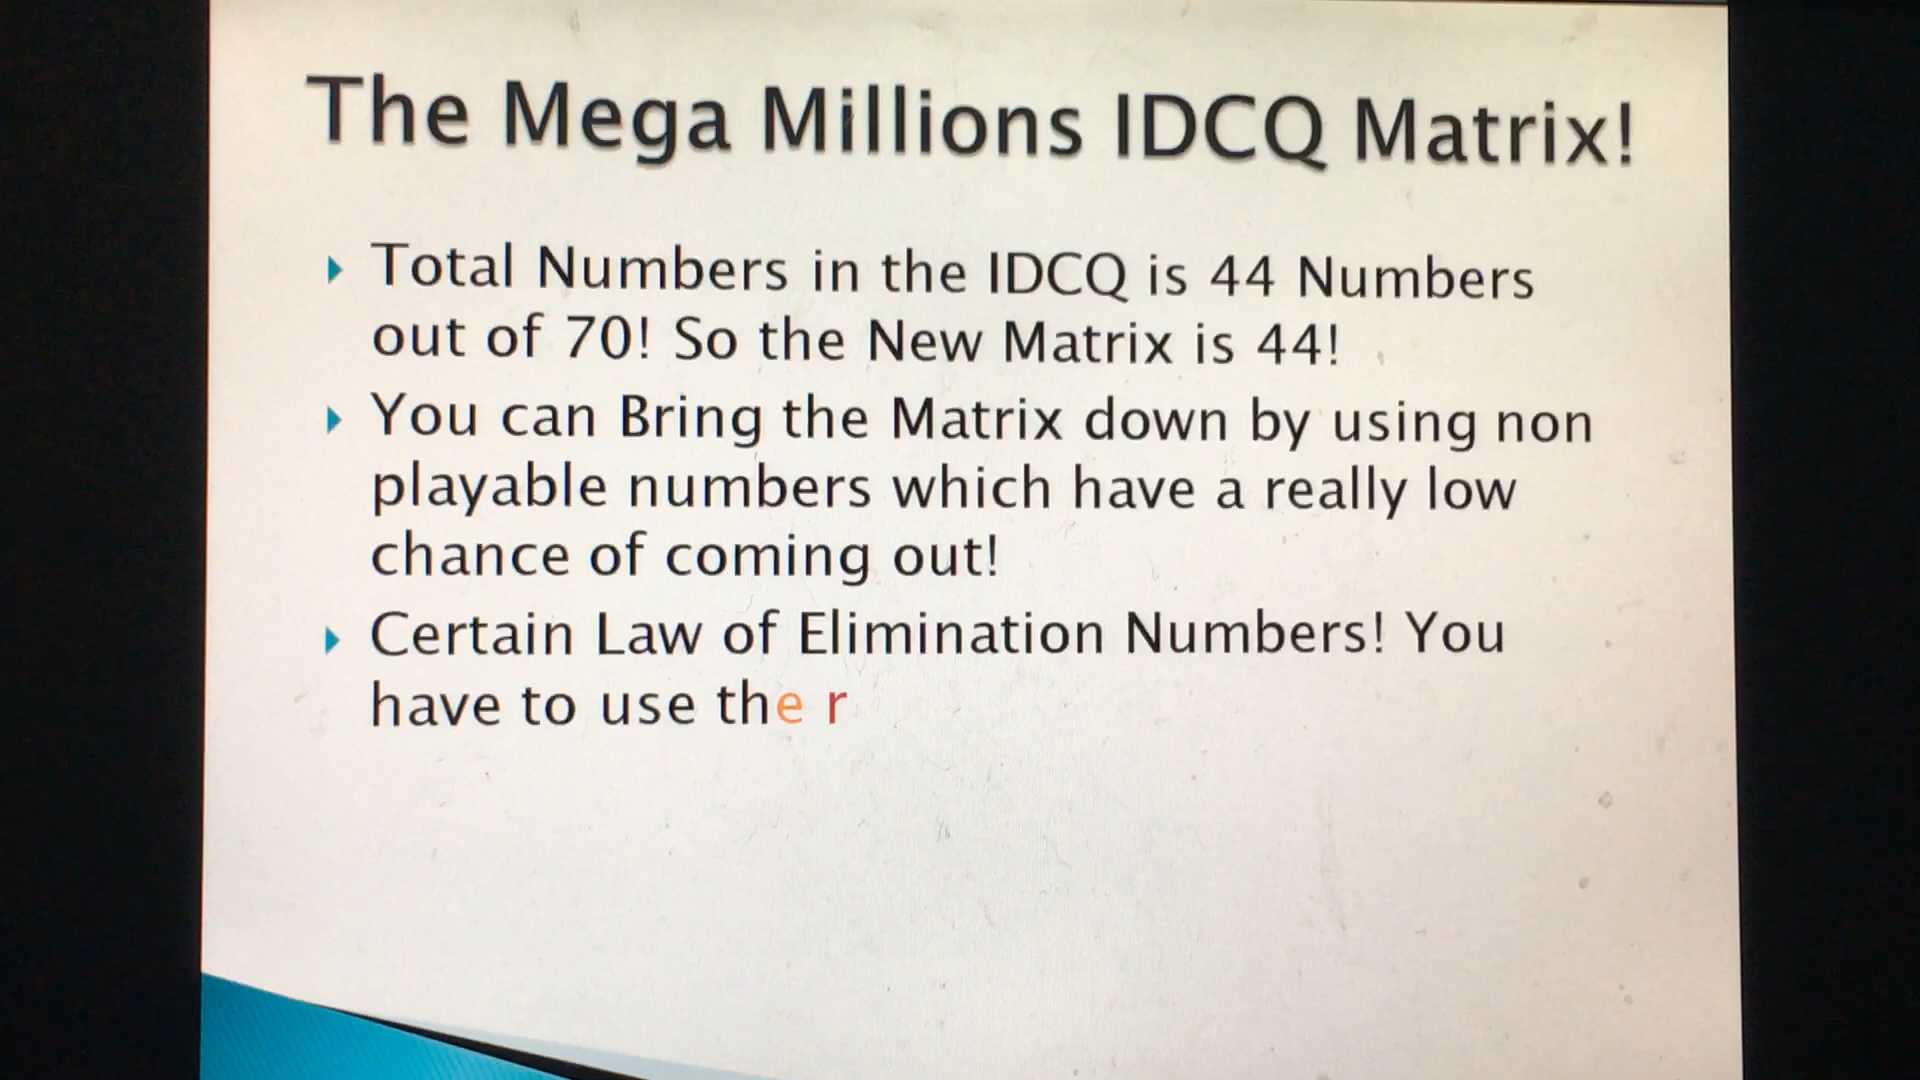 The Mega Millions IDCQ Matrix!
Total Numbers in the IDCQ is 44 Numbers
out of 70! So the New Matrix is 44!
You can Bring the Matrix down by using non
playable numbers which have a really low
chance of coming out!
Certain Law of Elimination Numbers! You
have to use the r